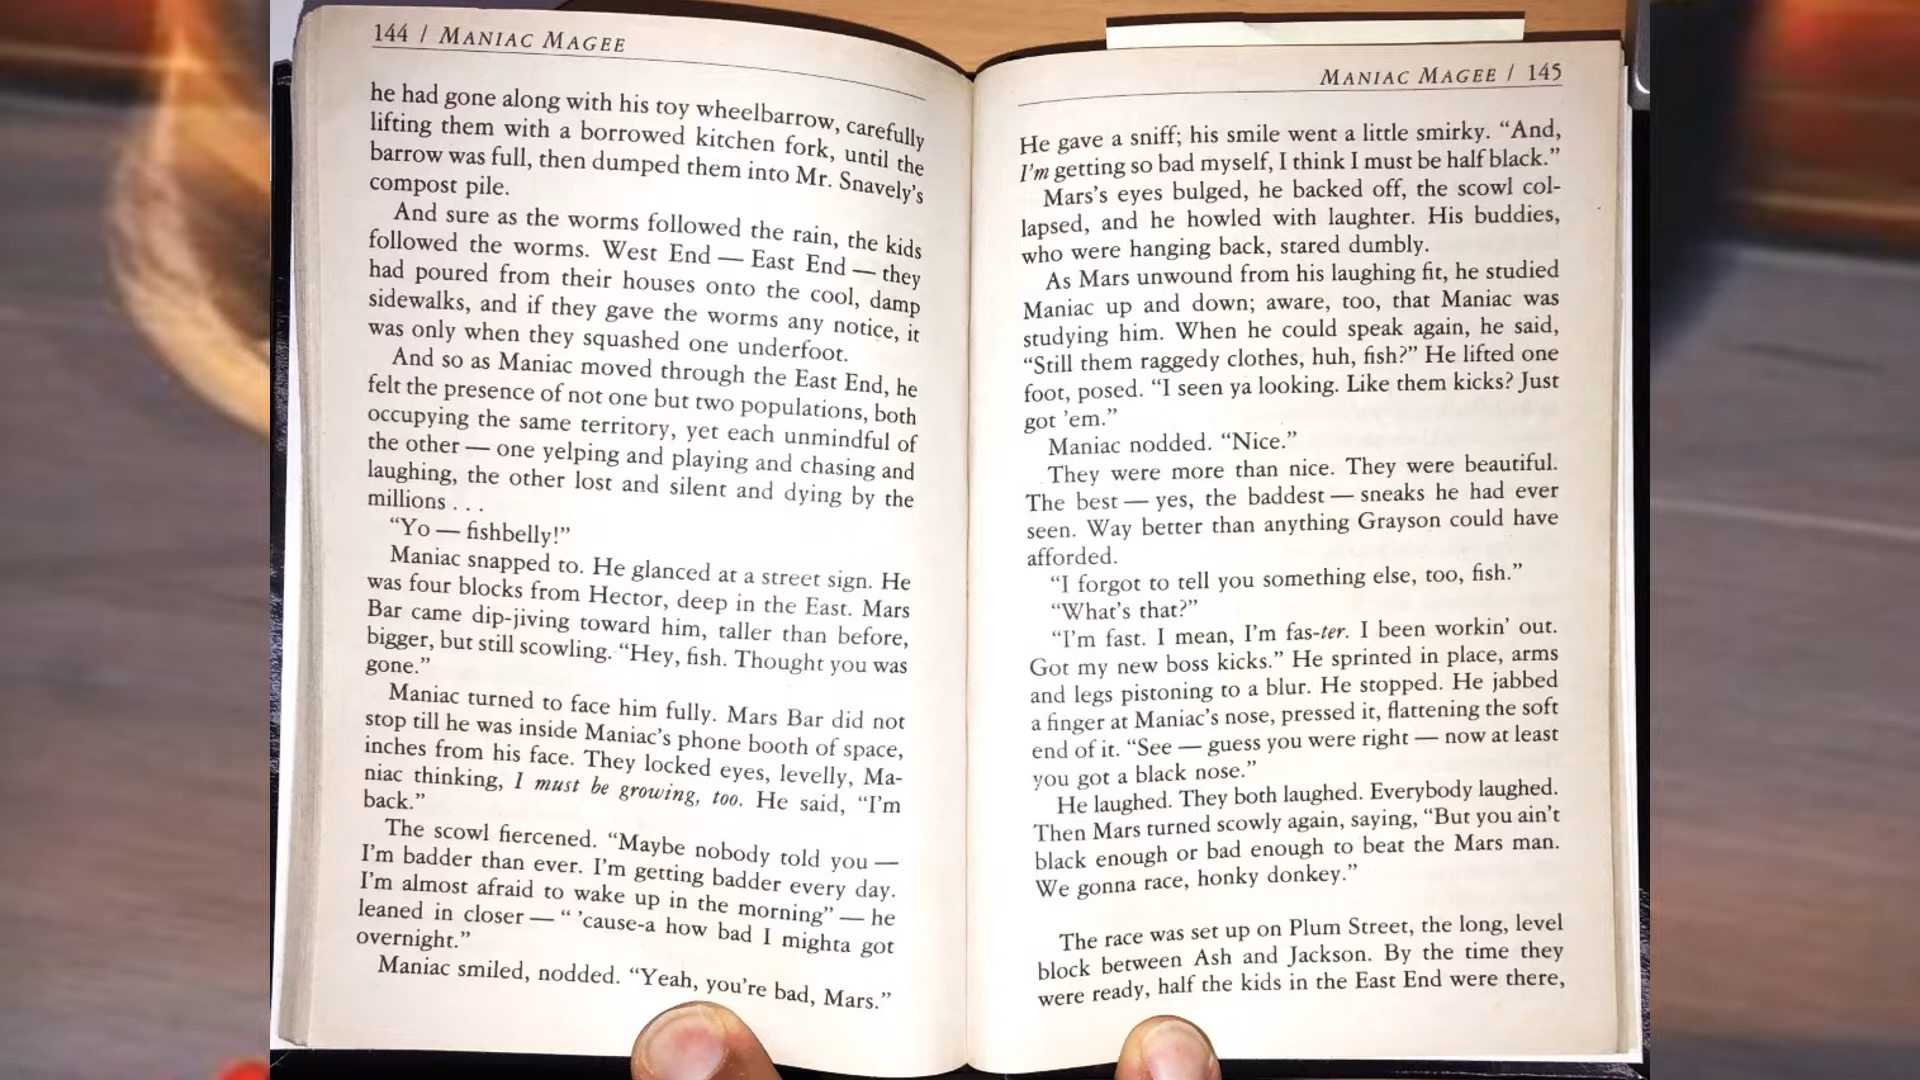 144 / MANIAC MAGEE
he had gone along with his toy wheelbarrow, carefully
lifting them with a borrowed kitchen fork, until the
barrow was full, then dumped them into Mr. Snavely's
compost pile.
And sure as the worms followed the rain, the kids
followed the worms. West End — East End — they
had poured from their houses onto the cool, damp
sidewalks, and if they gave the worms any notice, it
was only when they squashed one underfoot.
And so as Maniac moved through the East End, he
felt the presence of not one but two populations, both
occupying the same territory, yet each unmindful of
the other — one yelping and playing and chasing and
laughing, the other lost and silent and dying by the
millions . . .
“Yo — fishbelly!”
Maniac snapped to. He glanced at a street sign. He
was four blocks from Hector, deep in the East. Mars
Bar came dip-jiving toward him, taller than before,
bigger, but still scowling. “Hey, fish. Thought you was
gone.”
Maniac turned to face him fully. Mars Bar did not
stop till he was inside Maniac's phone booth of space,
inches from his face. They locked eyes, levelly, Ma-
niac thinking, I must be growing, too. He said, “I'm
back.”
The scowl fierced. “Maybe nobody told you —
I'm badder than ever. I'm getting badder every day.
I'm almost afraid to wake up in the morning” — he
leaned in closer — “ 'cause-a how bad I mighta got
overnight.”
Maniac smiled, nodded. “Yeah, you're bad, Mars.”
MANIAC MAGEE / 145
He gave a sniff; his smile went a little smirky. “And,
I'm getting so bad myself, I think I must be half black.”
Mars's eyes bulged, he backed off, the scowl col-
lapsed, and he howled with laughter. His buddies,
who were hanging back, stared dumbly.
As Mars unwound from his laughing fit, he studied
Maniac up and down; aware, too, that Maniac was
studying him. When he could speak again, he said,
“Still them raggedy clothes, huh, fish?” He lifted one
foot, posed. “I seen ya looking. Like them kicks? Just
got 'em.”
Maniac nodded. “Nice.”
They were more than nice. They were beautiful.
The best — yes, the baddest — sneaks he had ever
seen. Way better than anything Grayson could have
afforded.
“I forgot to tell you something else, too, fish.”
“What's that?”
“I'm fast. I mean, I'm fas-ter. I been workin' out.
Got my new boss kicks.” He sprinted in place, arms
and legs pistoning to a blur. He stopped. He jabbed
a finger at Maniac's nose, pressed it, flattening the soft
end of it. “See — guess you were right — now at least
you got a black nose.”
He laughed. They both laughed. Everybody laughed.
Then Mars turned scowly again, saying, “But you ain't
black enough or bad enough to beat the Mars man.
We gonna race, honky donkey.”
The race was set up on Plum Street, the long, level
block between Ash and Jackson. By the time they
were ready, half the kids in the East End were there,